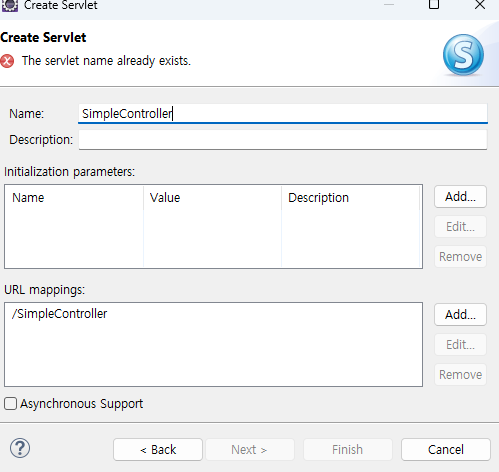 Create Servlet
Create Servlet
The servlet name already exists.
S
Name: SimpleController
Description:
Initialization parameters:
Name Value Description
Add...
Edit...
Remove
URL mappings:
/SimpleController
Add...
Edit...
Remove
Asynchronous Support
? < Back Next > Finish Cancel